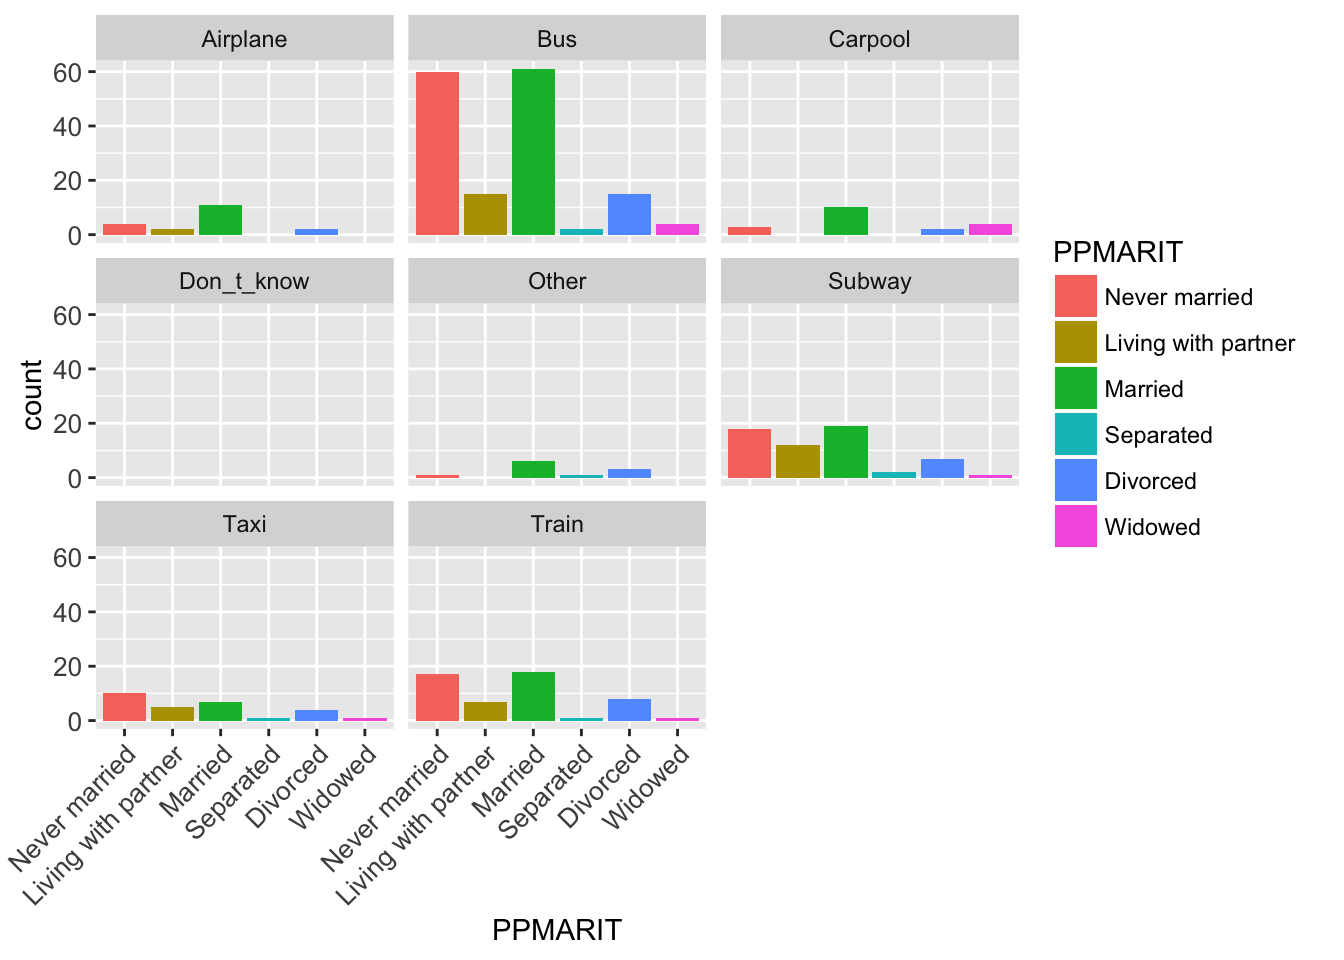 Airplane
Bus
Carpool
60
40
20
0
Don_t_know
Other
Subway
60
40
20
0
Taxi
Train
60
40
20
0
Never married
Living with partner
Married
Separated
Divorced
Widowed
Never married
Living with partner
Married
Separated
Divorced
Widowed
PPMARIT
count
PPMARIT
Never married
Living with partner
Married
Separated
Divorced
Widowed